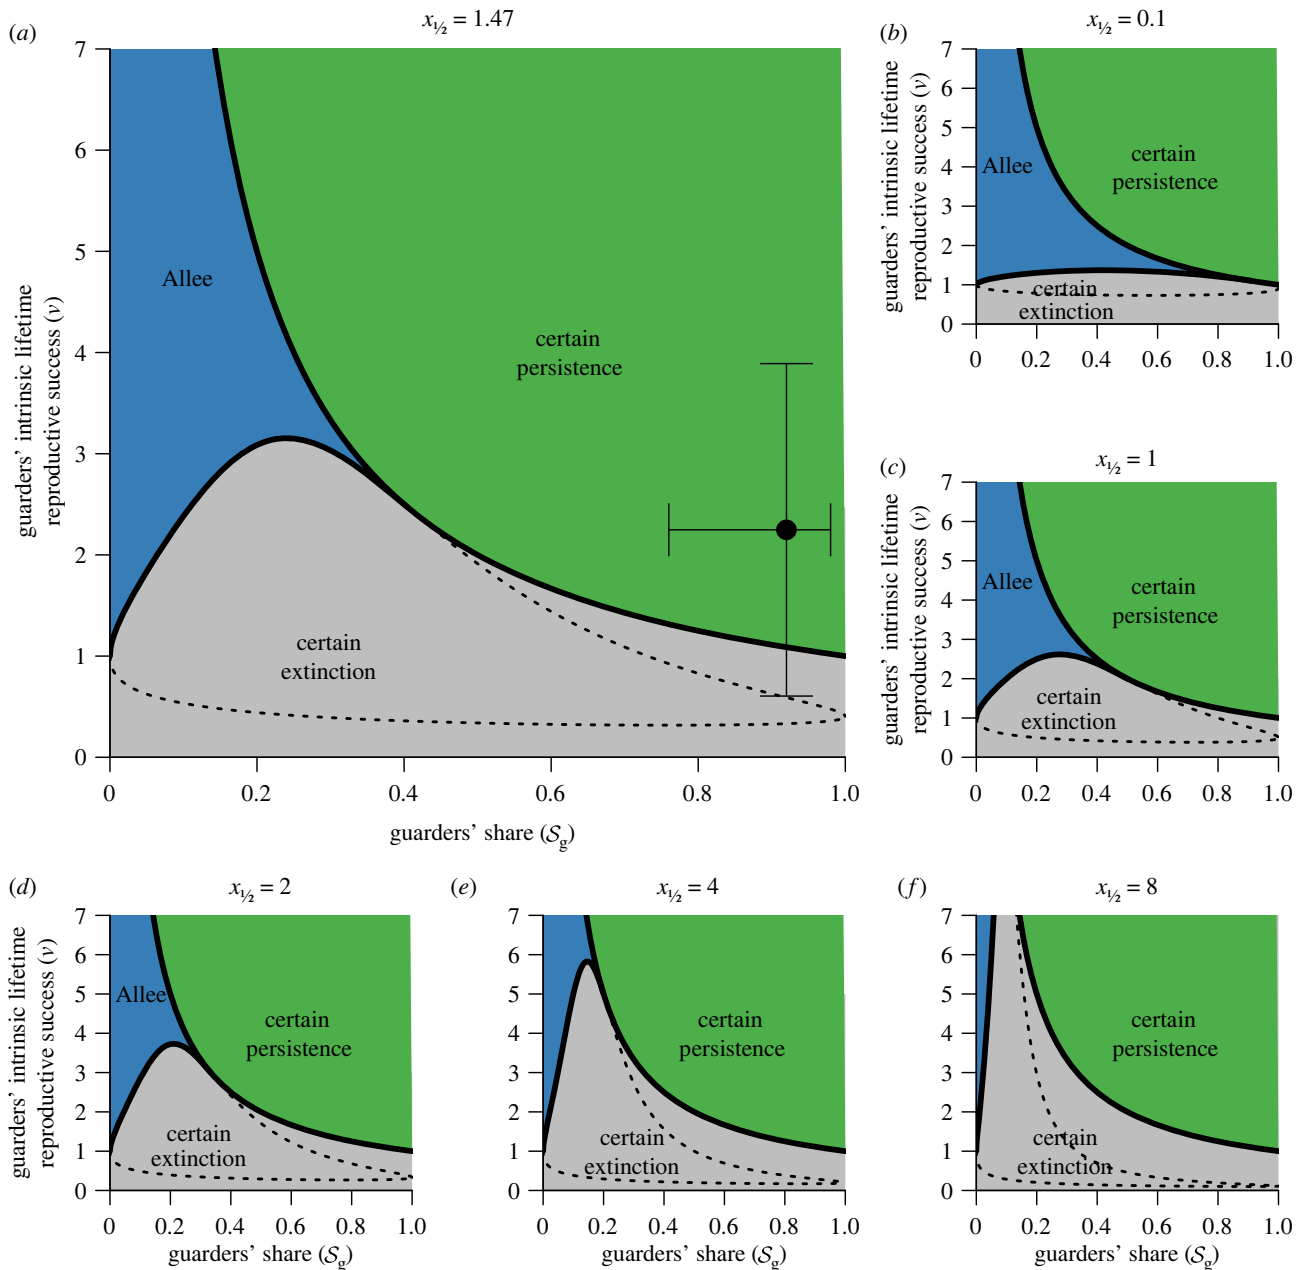 (a)
x½ = 1.47
guarders' intrinsic lifetime
reproductive success (v)
7
6
5
4
3
2
1
0
Allee
certain
persistence
certain
extinction
0 0.2 0.4 0.6 0.8 1.0
guarders' share (𝒮g)
(b)
x½ = 0.1
guarders' intrinsic lifetime
reproductive success (v)
7
6
5
4
3
2
1
0
Allee
certain
persistence
certain
extinction
0 0.2 0.4 0.6 0.8 1.0
(c)
x½ = 1
guarders' intrinsic lifetime
reproductive success (v)
7
6
5
4
3
2
1
0
Allee
certain
persistence
certain
extinction
0 0.2 0.4 0.6 0.8 1.0
(d)
x½ = 2
guarders' intrinsic lifetime
reproductive success (v)
7
6
5
4
3
2
1
0
Allee
certain
persistence
certain
extinction
0 0.2 0.4 0.6 0.8 1.0
guarders' share (𝒮g)
(e)
x½ = 4
7
6
5
4
3
2
1
0
certain
persistence
certain
extinction
0 0.2 0.4 0.6 0.8 1.0
guarders' share (𝒮g)
(f)
x½ = 8
7
6
5
4
3
2
1
0
certain
persistence
certain
extinction
0 0.2 0.4 0.6 0.8 1.0
guarders' share (𝒮g)